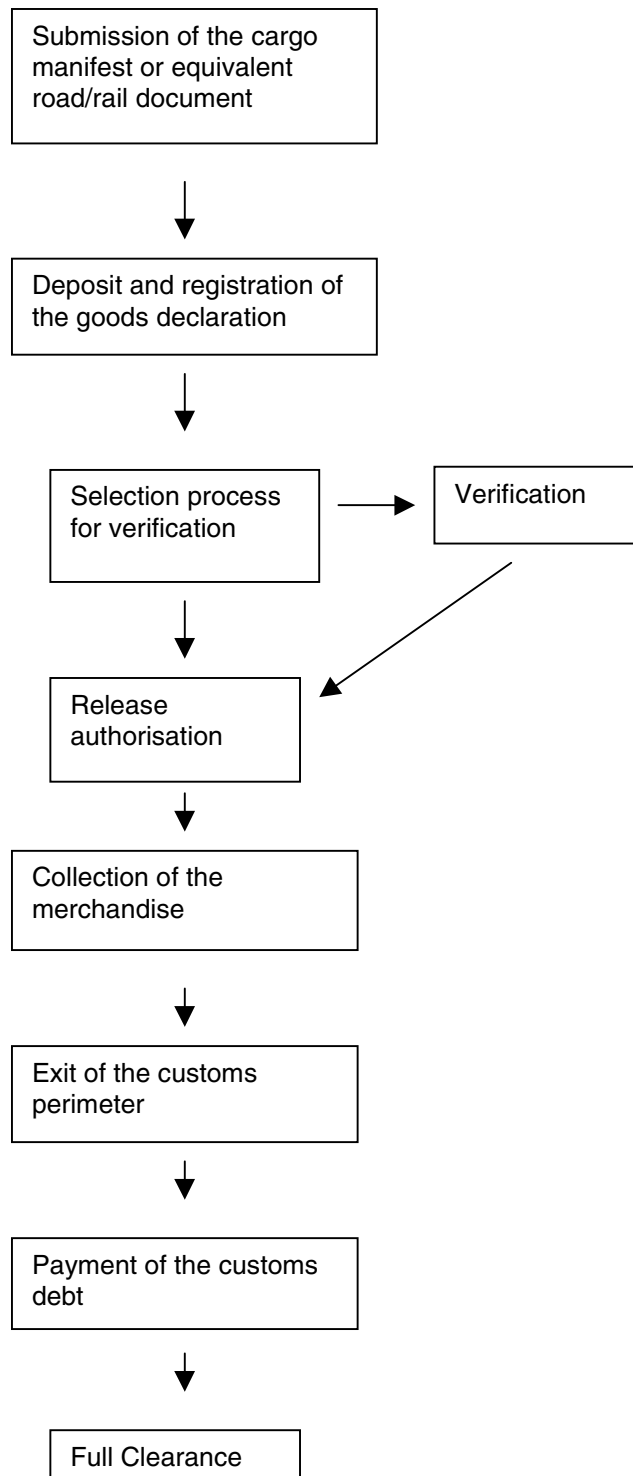 Submission of the cargo
manifest or equivalent
road/rail document
Deposit and registration of
the goods declaration
Selection process
for verification
Verification
Release
authorisation
Collection of the
merchandise
Exit of the customs
perimeter
Payment of the customs
debt
Full Clearance